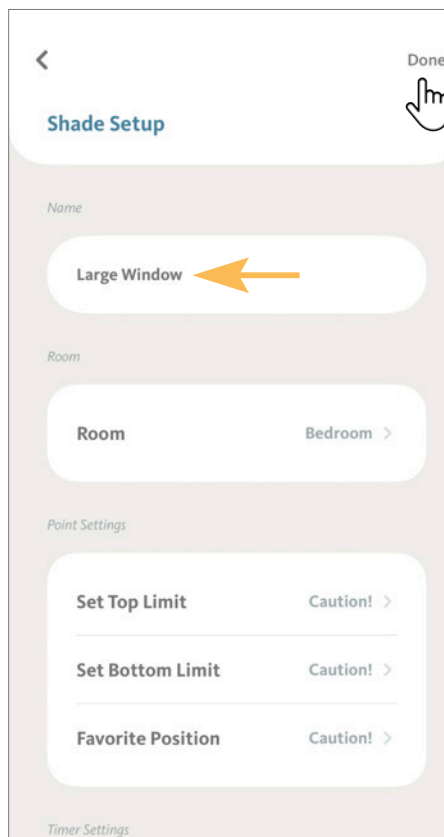 Done
Shade Setup
Name
Large Window
Room
Room Bedroom
Point Settings
Set Top Limit Caution!
Set Bottom Limit Caution!
Favorite Position Caution!
Timer Settings